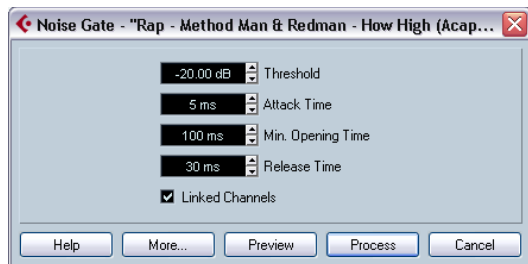 Noise Gate - "Rap - Method Man & Redman - How High (Acap...
-20.00 dB Threshold
5 ms Attack Time
100 ms Min. Opening Time
30 ms Release Time
Linked Channels
Help More... Preview Process Cancel